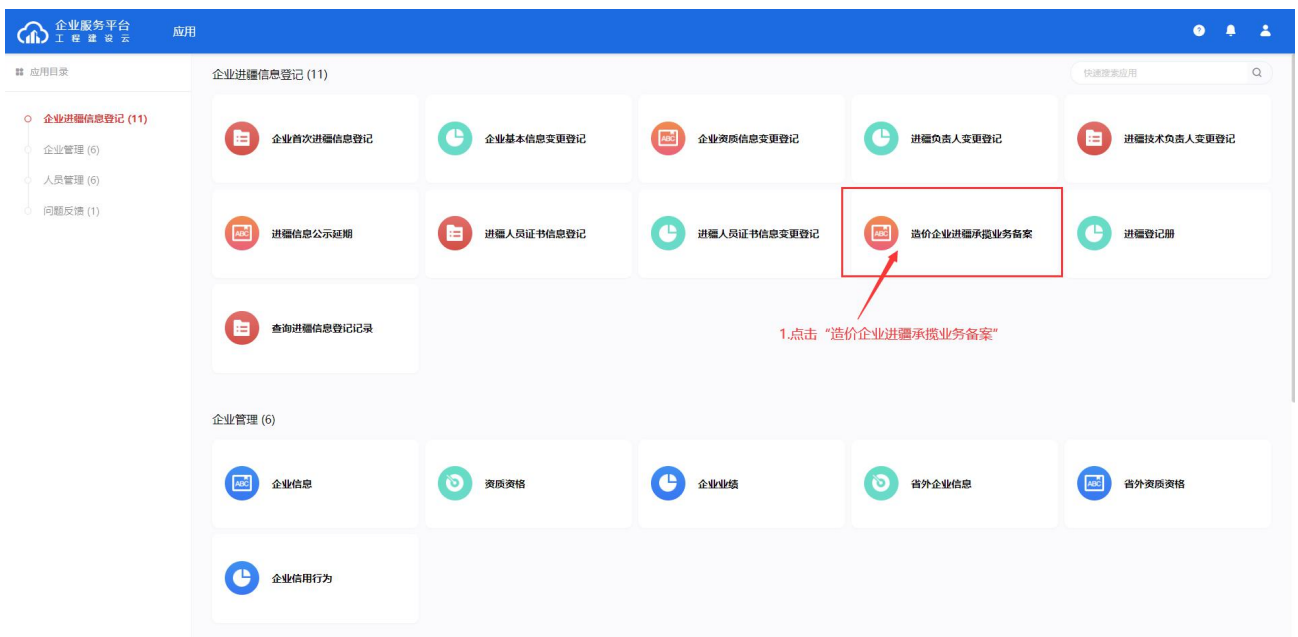 企业服务平台
工程建设云
应用
应用目录
企业进疆信息登记 (11)
企业管理 (6)
人员管理 (6)
问题反馈 (1)
企业进疆信息登记 (11)
快速搜索应用
企业首次进疆信息登记
企业基本信息变更登记
ABC
企业资质信息变更登记
进疆负责人变更登记
进疆技术负责人变更登记
ABC
进疆信息公示延期
进疆人员证书信息登记
进疆人员证书信息变更登记
ABC
造价企业进疆承揽业务备案
进疆登记册
查询进疆信息登记记录
1.点击“造价企业进疆承揽业务备案”
企业管理 (6)
ABC
企业信息
资质资格
企业业绩
省外企业信息
ABC
省外资质资格
企业信用行为